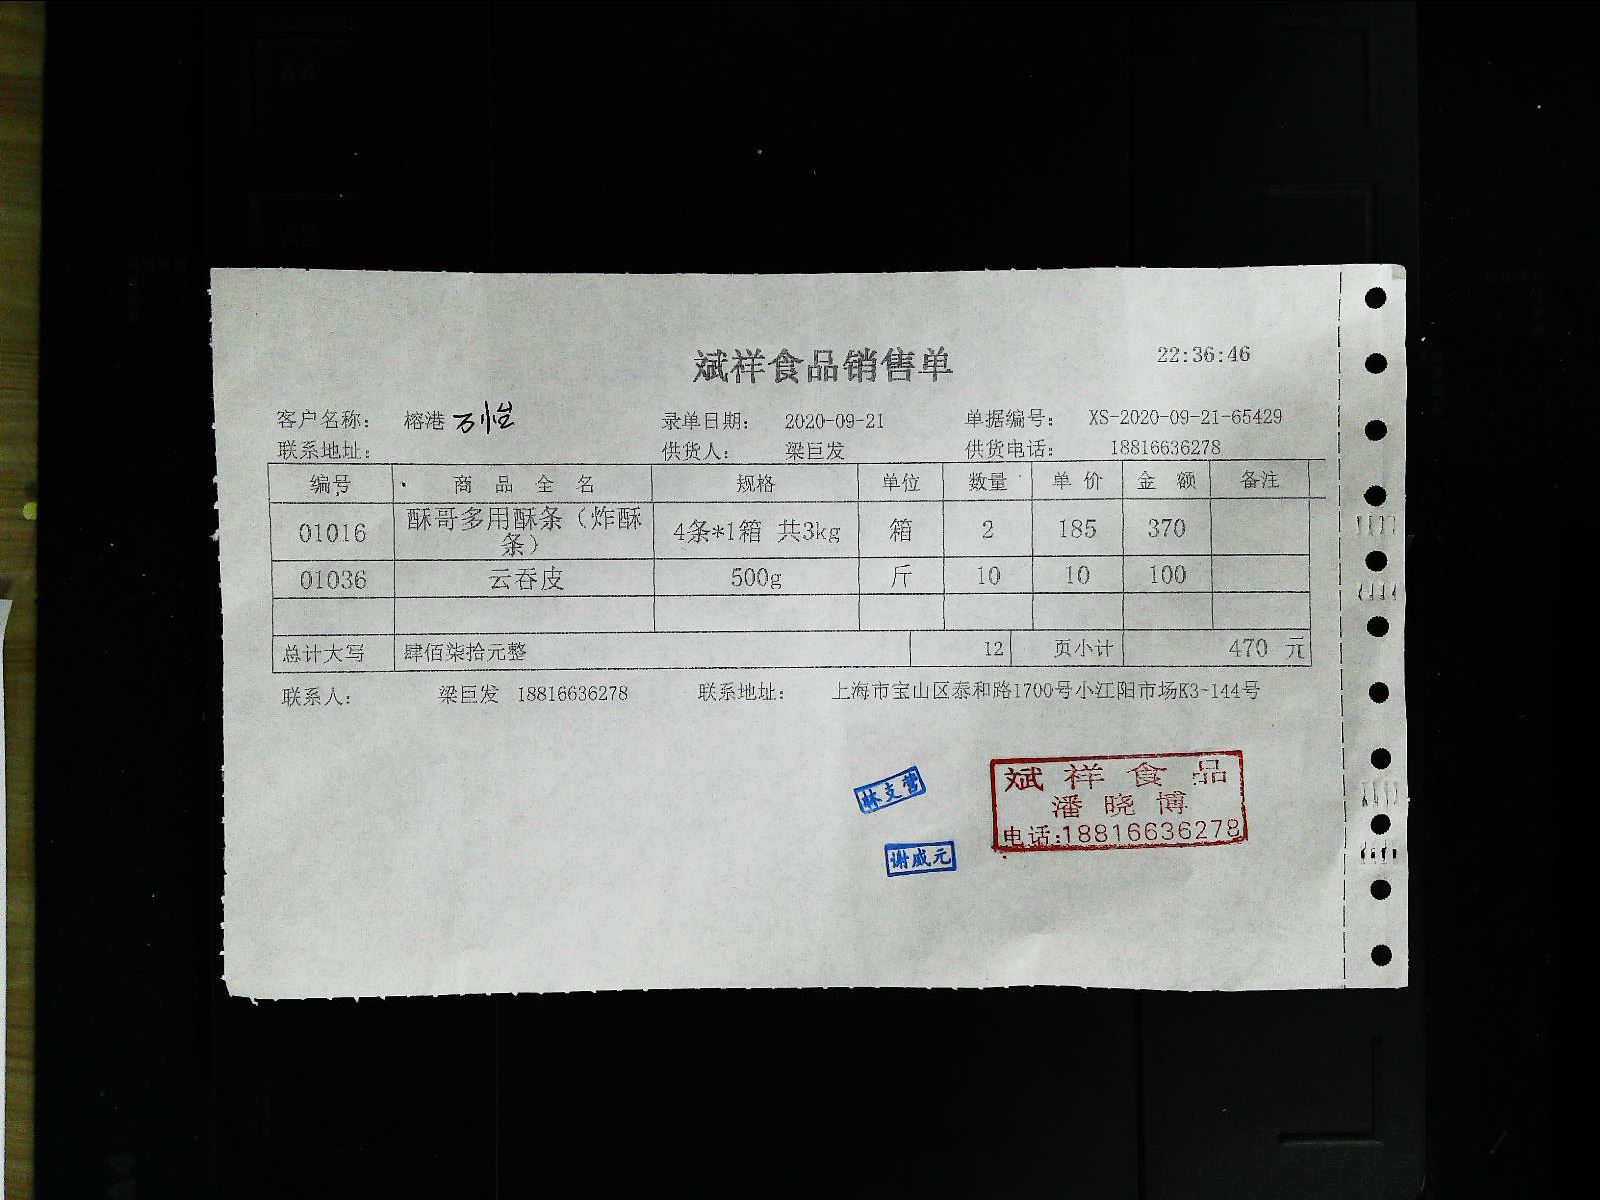 斌祥食品销售单 22:36:46
客户名称: 榕港 万怡 录单日期: 2020-09-21 单据编号: XS-2020-09-21-65429
联系地址: 供货人: 梁巨发 供货电话: 18816636278
编号 商品全名 规格 单位 数量 单价 金额 备注
01016 酥哥多用酥条（炸酥条） 4条*1箱 共3kg 箱 2 185 370
01036 云吞皮 500g 斤 10 10 100
总计大写 肆佰柒拾元整 12 页小计 470 元
联系人: 梁巨发 18816636278 联系地址: 上海市宝山区泰和路1700号小江阳市场K3-144号
林支营
谢威元
斌祥食品
潘晓博
电话:18816636278